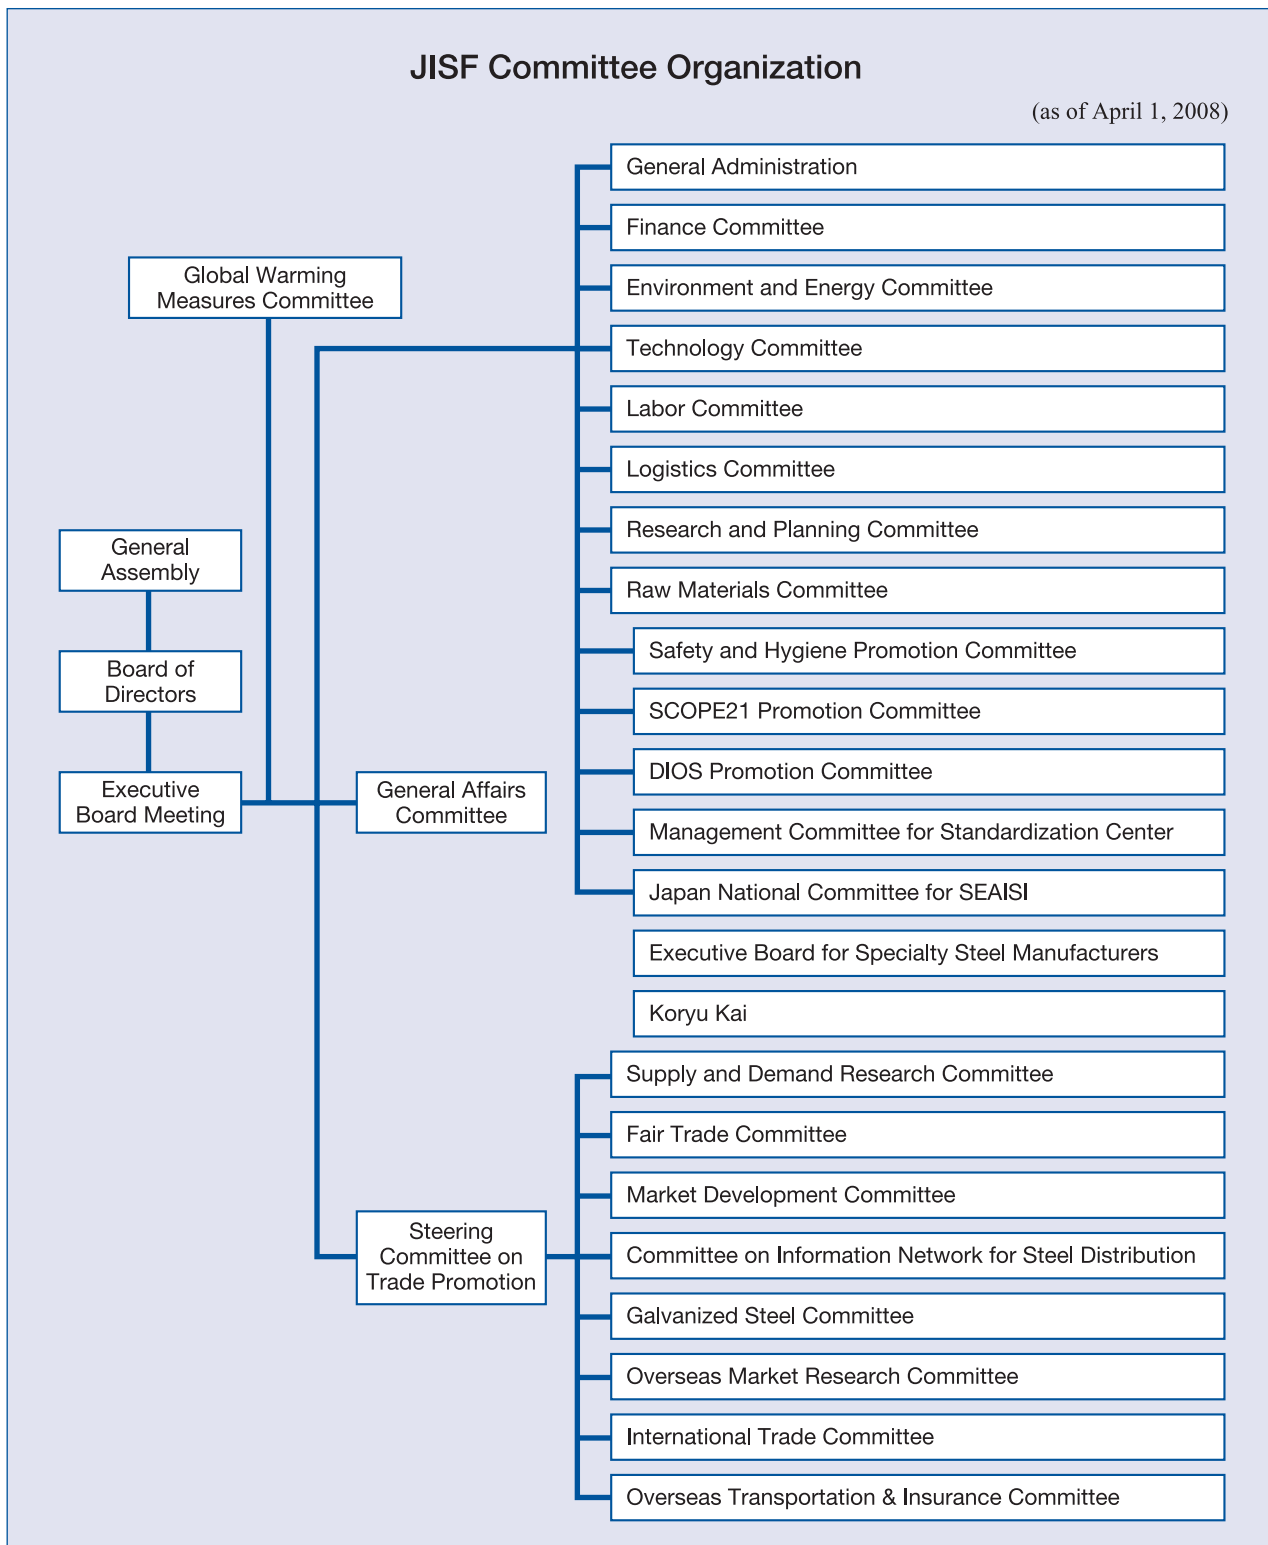 JISF Committee Organization
(as of April 1, 2008)
General Administration
Finance Committee
Global Warming
Measures Committee
Environment and Energy Committee
Technology Committee
Labor Committee
Logistics Committee
General
Assembly
Research and Planning Committee
Raw Materials Committee
Board of
Directors
Safety and Hygiene Promotion Committee
SCOPE21 Promotion Committee
Executive
Board Meeting
General Affairs
Committee
DIOS Promotion Committee
Management Committee for Standardization Center
Japan National Committee for SEAISI
Executive Board for Specialty Steel Manufacturers
Koryu Kai
Supply and Demand Research Committee
Fair Trade Committee
Market Development Committee
Steering
Committee on
Trade Promotion
Committee on Information Network for Steel Distribution
Galvanized Steel Committee
Overseas Market Research Committee
International Trade Committee
Overseas Transportation & Insurance Committee